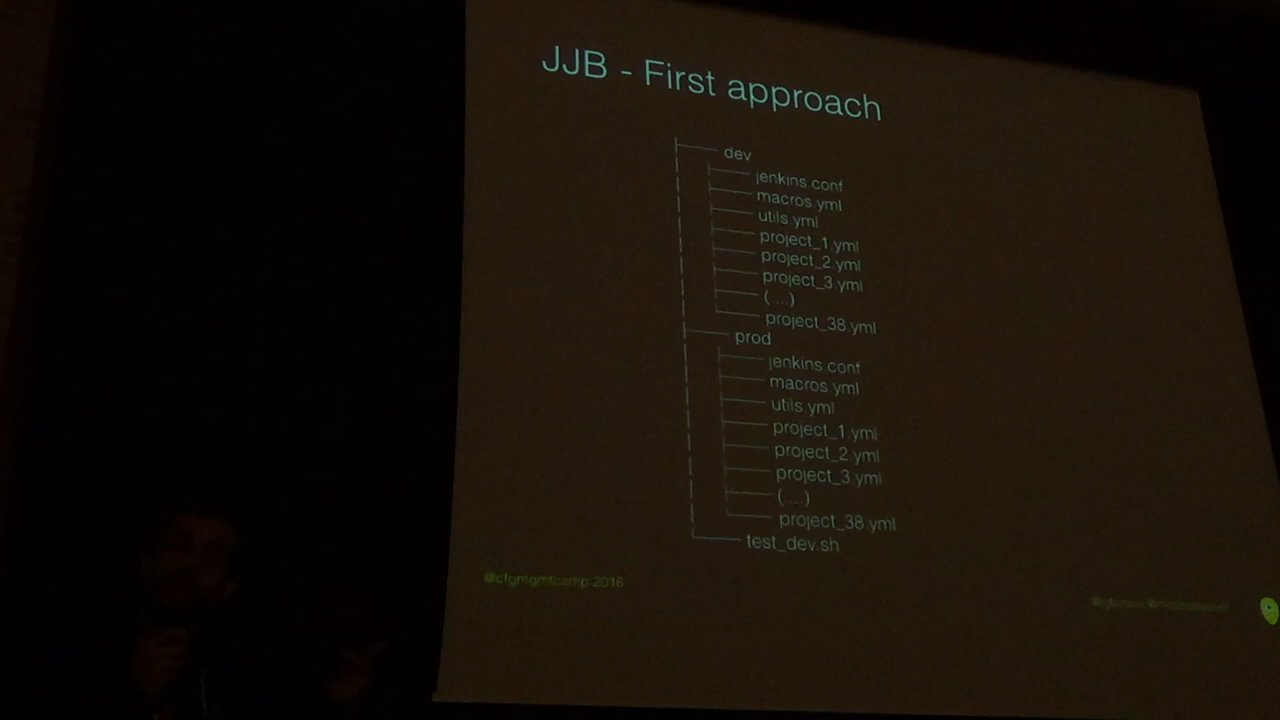 JJB - First approach
dev
jenkins.conf
macros.yml
utils.yml
project_1.yml
project_2.yml
project_3.yml
(....)
project_38.yml
prod
jenkins.conf
macros.yml
utils.yml
project_1.yml
project_2.yml
project_3.yml
(....)
project_38.yml
test_dev.sh
@cfgmgmtcamp 2016